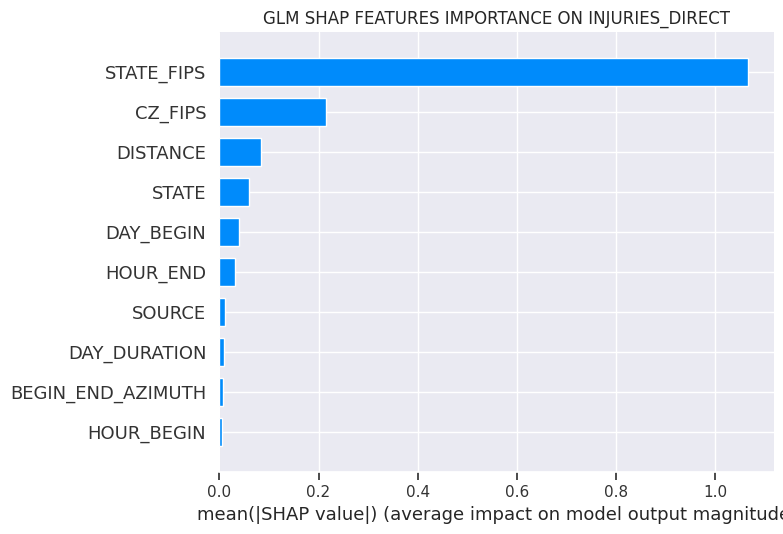 GLM SHAP FEATURES IMPORTANCE ON INJURIES_DIRECT
STATE_FIPS
CZ_FIPS
DISTANCE
STATE
DAY_BEGIN
HOUR_END
SOURCE
DAY_DURATION
BEGIN_END_AZIMUTH
HOUR_BEGIN
0.0 0.2 0.4 0.6 0.8 1.0
mean(|SHAP value|) (average impact on model output magnitude